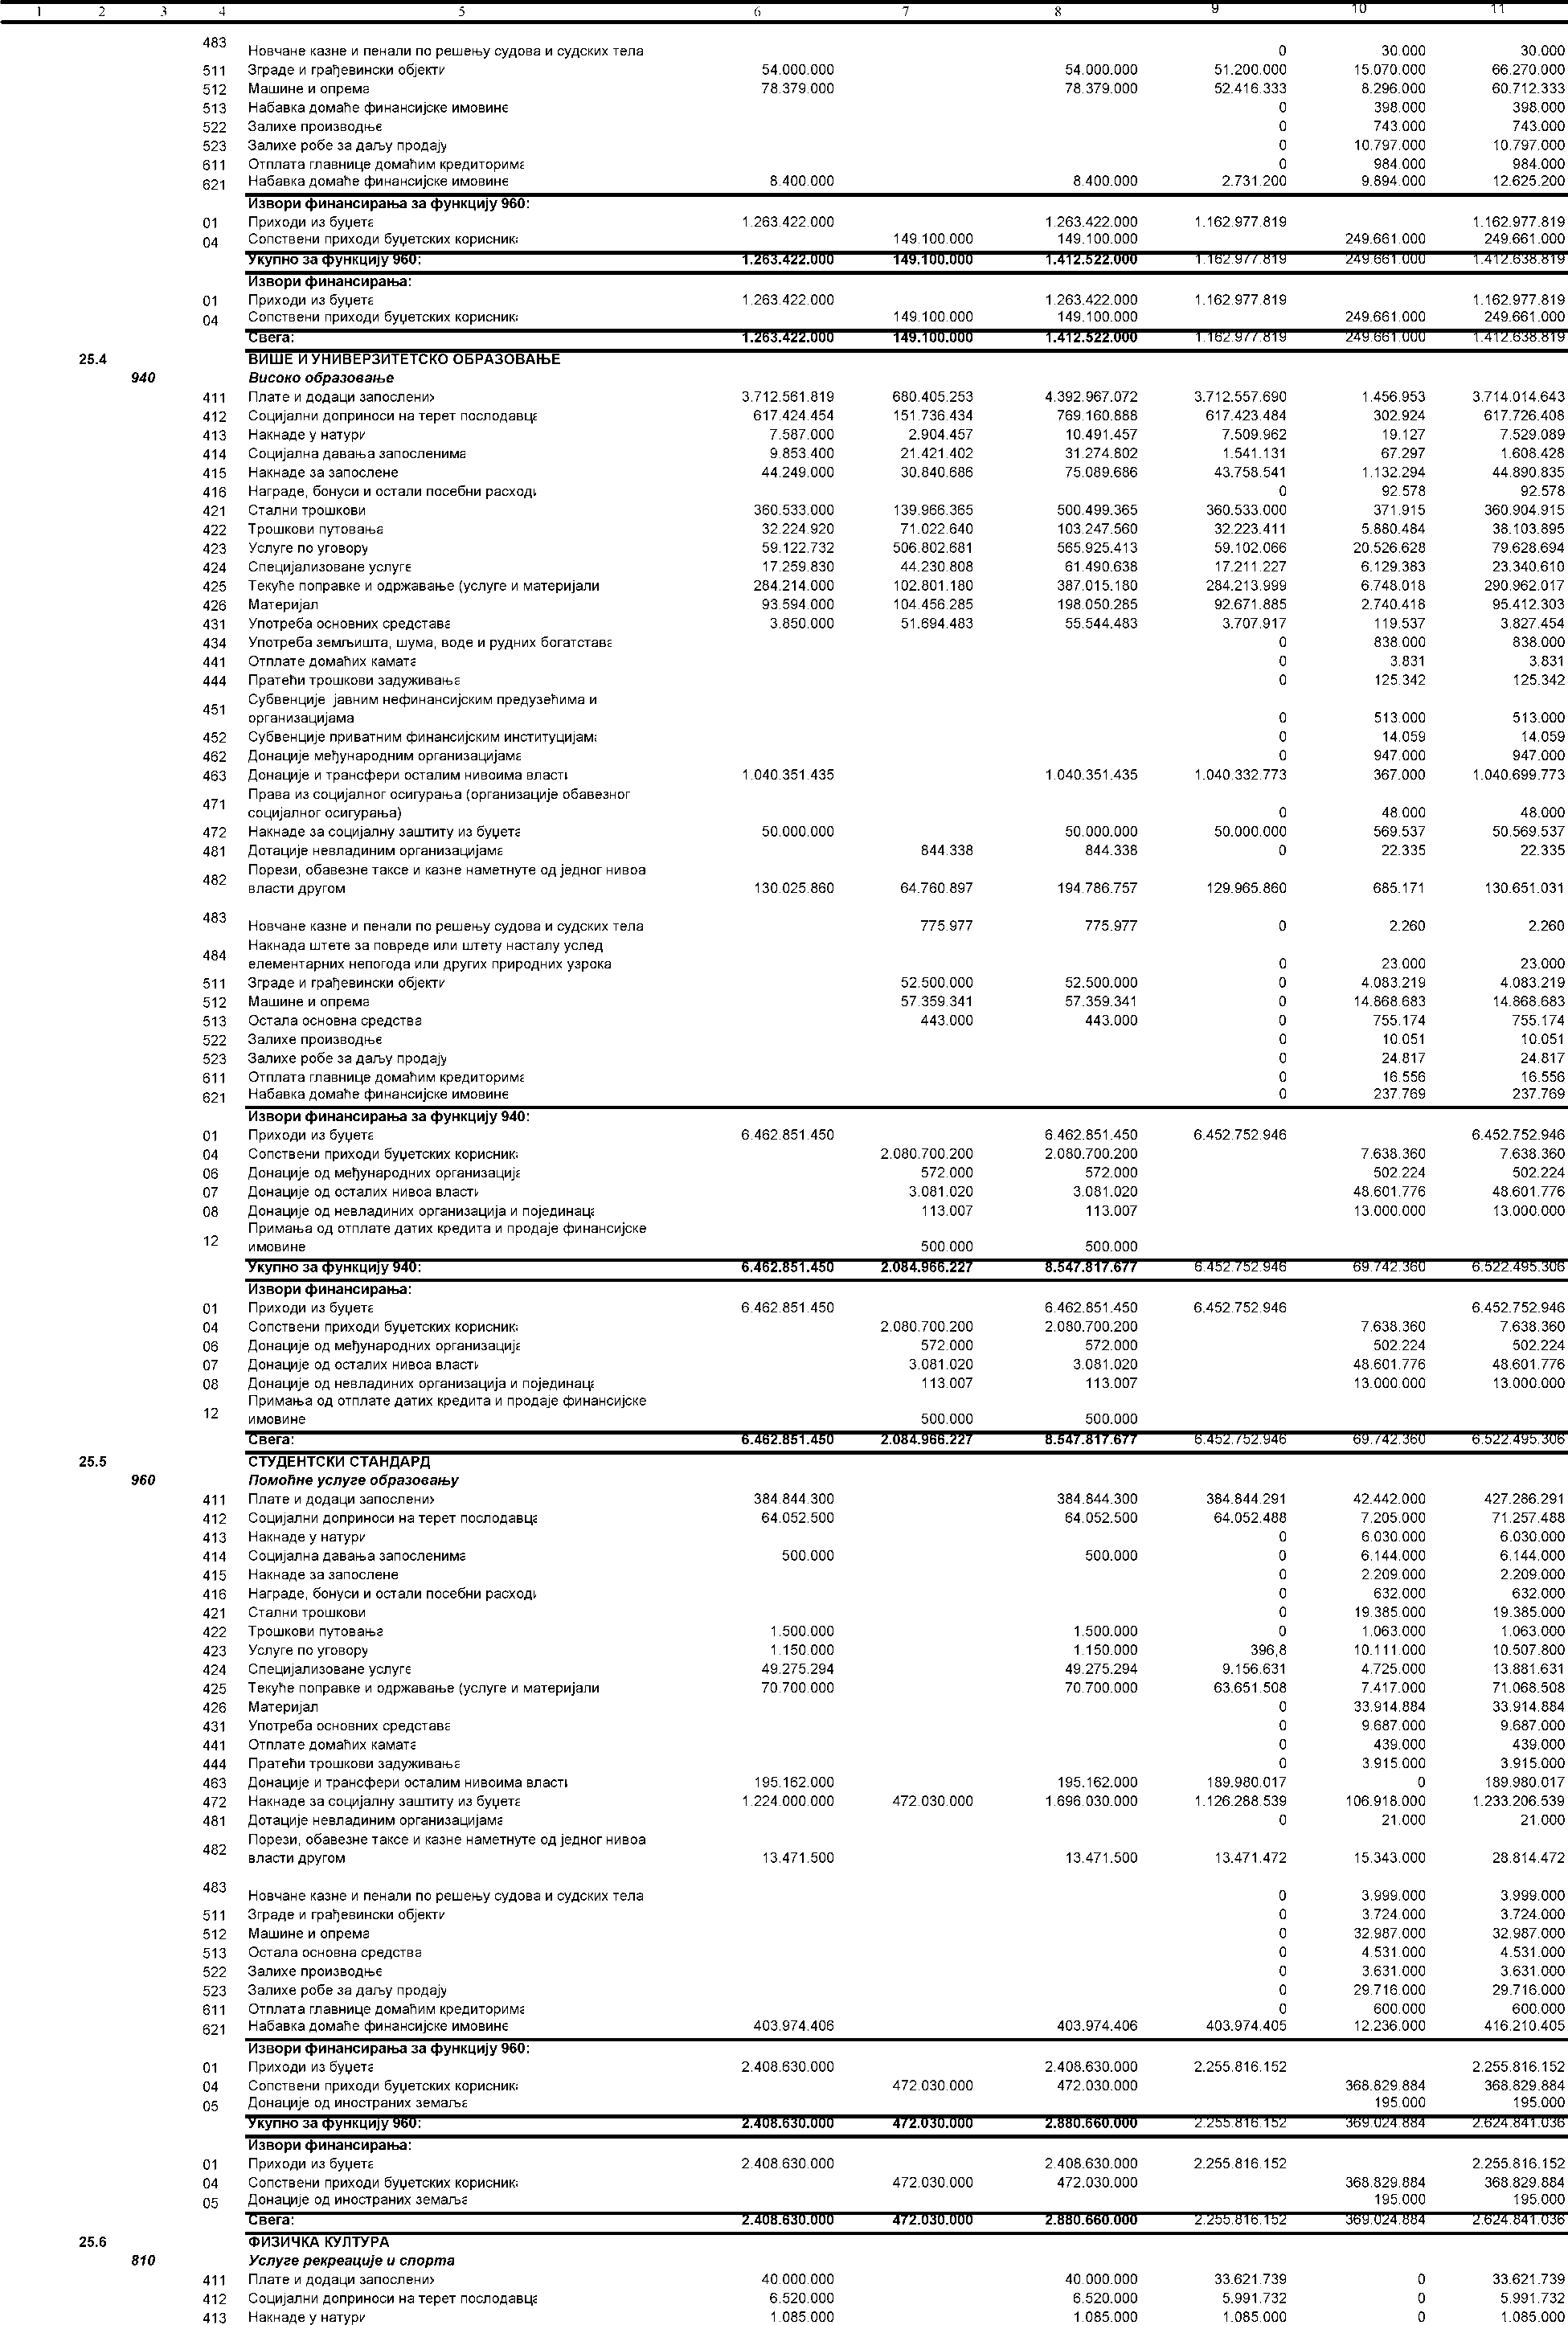 1 2 3 4 5 6 7 8 9 10 11
483 Новчане казне и пенали по решењу судова и судских тела 0 30.000 30.000
511 Зграде и грађевински објекти 54.000.000 54.000.000 51.200.000 15.070.000 66.270.000
512 Машине и опрема 78.379.000 78.379.000 52.416.333 8.296.000 60.712.333
513 Набавка домаће финансијске имовине 0 398.000 398.000
522 Залихе производње 0 743.000 743.000
523 Залихе робе за даљу продају 0 10.797.000 10.797.000
611 Отплата главнице домаћим кредиторима 0 984.000 984.000
621 Набавка домаће финансијске имовине 8.400.000 8.400.000 2.731.200 9.894.000 12.625.200
Извори финансирања за функцију 960:
01 Приходи из буџета 1.263.422.000 1.263.422.000 1.162.977.819 1.162.977.819
04 Сопствени приходи буџетских корисника 149.100.000 149.100.000 249.661.000 249.661.000
Укупно за функцију 960: 1.263.422.000 149.100.000 1.412.522.000 1.162.977.819 249.661.000 1.412.638.819
Извори финансирања:
01 Приходи из буџета 1.263.422.000 1.263.422.000 1.162.977.819 1.162.977.819
04 Сопствени приходи буџетских корисника 149.100.000 149.100.000 249.661.000 249.661.000
Свега: 1.263.422.000 149.100.000 1.412.522.000 1.162.977.819 249.661.000 1.412.638.819
25.4 ВИШЕ И УНИВЕРЗИТЕТСКО ОБРАЗОВАЊЕ
940 Високо образовање
411 Плате и додаци запослених 3.712.561.819 680.405.253 4.392.967.072 3.712.557.690 1.456.953 3.714.014.643
412 Социјални доприноси на терет послодавца 617.424.454 151.736.434 769.160.888 617.423.484 302.924 617.726.408
413 Накнаде у натури 7.587.000 2.904.457 10.491.457 7.509.962 19.127 7.529.089
414 Социјална давања запосленима 9.853.400 21.421.402 31.274.802 1.541.131 67.297 1.608.428
415 Накнаде за запослене 44.249.000 30.840.686 75.089.686 43.758.541 1.132.294 44.890.835
416 Награде, бонуси и остали посебни расходи 0 92.578 92.578
421 Стални трошкови 360.533.000 139.966.365 500.499.365 360.533.000 371.915 360.904.915
422 Трошкови путовања 32.224.920 71.022.640 103.247.560 32.223.411 5.880.484 38.103.895
423 Услуге по уговору 59.122.732 506.802.681 565.925.413 59.102.066 20.526.628 79.628.694
424 Специјализоване услуге 17.259.830 44.230.808 61.490.638 17.211.227 6.129.383 23.340.610
425 Текуће поправке и одржавање (услуге и материјали 284.214.000 102.801.180 387.015.180 284.213.999 6.748.018 290.962.017
426 Материјал 93.594.000 104.456.285 198.050.285 92.671.885 2.740.418 95.412.303
431 Употреба основних средстава 3.850.000 51.694.483 55.544.483 3.707.917 119.537 3.827.454
434 Употреба земљишта, шума, воде и рудних богатстава 0 838.000 838.000
441 Отплате домаћих камата 0 3.831 3.831
444 Пратећи трошкови задуживања 0 125.342 125.342
451 Субвенције јавним нефинансијским предузећима и
организацијама 0 513.000 513.000
452 Субвенције приватним финансијским институцијама 0 14.059 14.059
462 Донације међународним организацијама 0 947.000 947.000
463 Донације и трансфери осталим нивоима власти 1.040.351.435 1.040.351.435 1.040.332.773 367.000 1.040.699.773
471 Права из социјалног осигурања (организације обавезног
социјалног осигурања) 0 48.000 48.000
472 Накнаде за социјалну заштиту из буџета 50.000.000 50.000.000 50.000.000 569.537 50.569.537
481 Дотације невладиним организацијама 844.338 844.338 0 22.335 22.335
482 Порези, обавезне таксе и казне наметнуте од једног нивоа
власти другом 130.025.860 64.760.897 194.786.757 129.965.860 685.171 130.651.031
483 Новчане казне и пенали по решењу судова и судских тела 775.977 775.977 0 2.260 2.260
484 Накнада штете за повреде или штету насталу услед
елементарних непогода или других природних узрока 0 23.000 23.000
511 Зграде и грађевински објекти 52.500.000 52.500.000 0 4.083.219 4.083.219
512 Машине и опрема 57.359.341 57.359.341 0 14.868.683 14.868.683
513 Остала основна средства 443.000 443.000 0 755.174 755.174
522 Залихе производње 0 10.051 10.051
523 Залихе робе за даљу продају 0 24.817 24.817
611 Отплата главнице домаћим кредиторима 0 16.556 16.556
621 Набавка домаће финансијске имовине 0 237.769 237.769
Извори финансирања за функцију 940:
01 Приходи из буџета 6.462.851.450 6.462.851.450 6.452.752.946 6.452.752.946
04 Сопствени приходи буџетских корисника 2.080.700.200 2.080.700.200 7.638.360 7.638.360
06 Донације од међународних организација 572.000 572.000 502.224 502.224
07 Донације од осталих нивоа власти 3.081.020 3.081.020 48.601.776 48.601.776
08 Донације од невладиних организација и појединаца 113.007 113.007 13.000.000 13.000.000
12 Примања од отплате датих кредита и продаје финансијске
имовине 500.000 500.000
Укупно за функцију 940: 6.462.851.450 2.084.966.227 8.547.817.677 6.452.752.946 69.742.360 6.522.495.306
Извори финансирања:
01 Приходи из буџета 6.462.851.450 6.462.851.450 6.452.752.946 6.452.752.946
04 Сопствени приходи буџетских корисника 2.080.700.200 2.080.700.200 7.638.360 7.638.360
06 Донације од међународних организација 572.000 572.000 502.224 502.224
07 Донације од осталих нивоа власти 3.081.020 3.081.020 48.601.776 48.601.776
08 Донације од невладиних организација и појединаца 113.007 113.007 13.000.000 13.000.000
12 Примања од отплате датих кредита и продаје финансијске
имовине 500.000 500.000
Свега: 6.462.851.450 2.084.966.227 8.547.817.677 6.452.752.946 69.742.360 6.522.495.306
25.5 СТУДЕНТСКИ СТАНДАРД
960 Помоћне услуге образовању
411 Плате и додаци запослених 384.844.300 384.844.300 384.844.291 42.442.000 427.286.291
412 Социјални доприноси на терет послодавца 64.052.500 64.052.500 64.052.488 7.205.000 71.257.488
413 Накнаде у натури 0 6.030.000 6.030.000
414 Социјална давања запосленима 500.000 500.000 0 6.144.000 6.144.000
415 Накнаде за запослене 0 2.209.000 2.209.000
416 Награде, бонуси и остали посебни расходи 0 632.000 632.000
421 Стални трошкови 0 19.385.000 19.385.000
422 Трошкови путовања 1.500.000 1.500.000 0 1.063.000 1.063.000
423 Услуге по уговору 1.150.000 1.150.000 396,8 10.111.000 10.507.800
424 Специјализоване услуге 49.275.294 49.275.294 9.156.631 4.725.000 13.881.631
425 Текуће поправке и одржавање (услуге и материјали 70.700.000 70.700.000 63.651.508 7.417.000 71.068.508
426 Материјал 0 33.914.884 33.914.884
431 Употреба основних средстава 0 9.687.000 9.687.000
441 Отплате домаћих камата 0 439.000 439.000
444 Пратећи трошкови задуживања 0 3.915.000 3.915.000
463 Донације и трансфери осталим нивоима власти 195.162.000 195.162.000 189.980.017 0 189.980.017
472 Накнаде за социјалну заштиту из буџета 1.224.000.000 472.030.000 1.696.030.000 1.126.288.539 106.918.000 1.233.206.539
481 Дотације невладиним организацијама 0 21.000 21.000
482 Порези, обавезне таксе и казне наметнуте од једног нивоа
власти другом 13.471.500 13.471.500 13.471.472 15.343.000 28.814.472
483 Новчане казне и пенали по решењу судова и судских тела 0 3.999.000 3.999.000
511 Зграде и грађевински објекти 0 3.724.000 3.724.000
512 Машине и опрема 0 32.987.000 32.987.000
513 Остала основна средства 0 4.531.000 4.531.000
522 Залихе производње 0 3.631.000 3.631.000
523 Залихе робе за даљу продају 0 29.716.000 29.716.000
611 Отплата главнице домаћим кредиторима 0 600.000 600.000
621 Набавка домаће финансијске имовине 403.974.406 403.974.406 403.974.405 12.236.000 416.210.405
Извори финансирања за функцију 960:
01 Приходи из буџета 2.408.630.000 2.408.630.000 2.255.816.152 2.255.816.152
04 Сопствени приходи буџетских корисника 472.030.000 472.030.000 368.829.884 368.829.884
05 Донације од иностраних земаља 195.000 195.000
Укупно за функцију 960: 2.408.630.000 472.030.000 2.880.660.000 2.255.816.152 369.024.884 2.624.841.036
Извори финансирања:
01 Приходи из буџета 2.408.630.000 2.408.630.000 2.255.816.152 2.255.816.152
04 Сопствени приходи буџетских корисника 472.030.000 472.030.000 368.829.884 368.829.884
05 Донације од иностраних земаља 195.000 195.000
Свега: 2.408.630.000 472.030.000 2.880.660.000 2.255.816.152 369.024.884 2.624.841.036
25.6 ФИЗИЧКА КУЛТУРА
810 Услуге рекреације и спорта
411 Плате и додаци запослених 40.000.000 40.000.000 33.621.739 0 33.621.739
412 Социјални доприноси на терет послодавца 6.520.000 6.520.000 5.991.732 0 5.991.732
413 Накнаде у натури 1.085.000 1.085.000 1.085.000 0 1.085.000